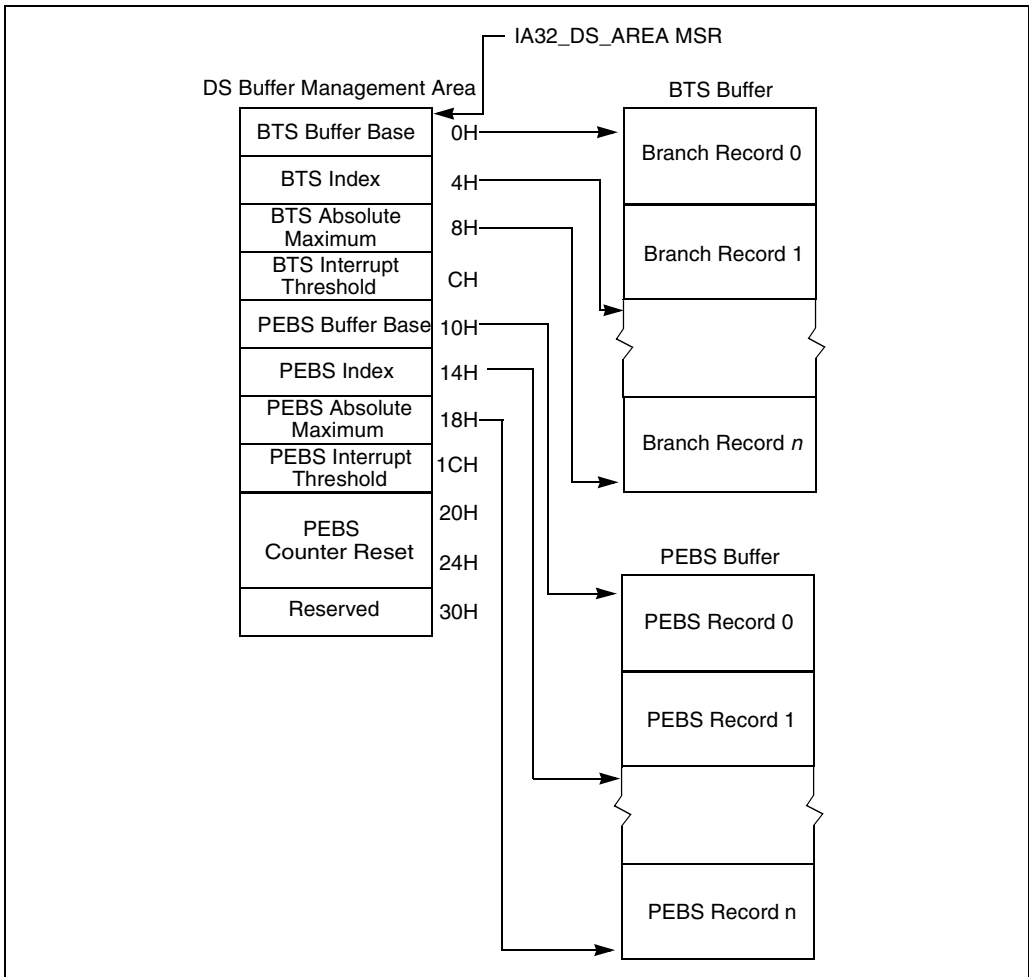 IA32_DS_AREA MSR
DS Buffer Management Area
BTS Buffer Base
0H
BTS Index
4H
BTS Absolute
Maximum
8H
BTS Interrupt
Threshold
CH
PEBS Buffer Base
10H
PEBS Index
14H
PEBS Absolute
Maximum
18H
PEBS Interrupt
Threshold
1CH
PEBS
Counter Reset
20H
24H
Reserved
30H
BTS Buffer
Branch Record 0
Branch Record 1
Branch Record n
PEBS Buffer
PEBS Record 0
PEBS Record 1
PEBS Record n